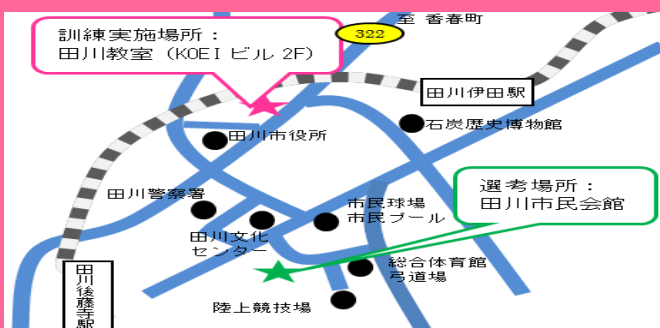 至 香春町
322
訓練実施場所：
田川教室（KOEI ビル 2F）
田川伊田駅
石炭歴史博物館
田川市役所
選考場所：
田川市民会館
田川警察署
市民球場
市民プール
田川文化
センター
総合体育館
弓道場
陸上競技場
田川後藤寺駅